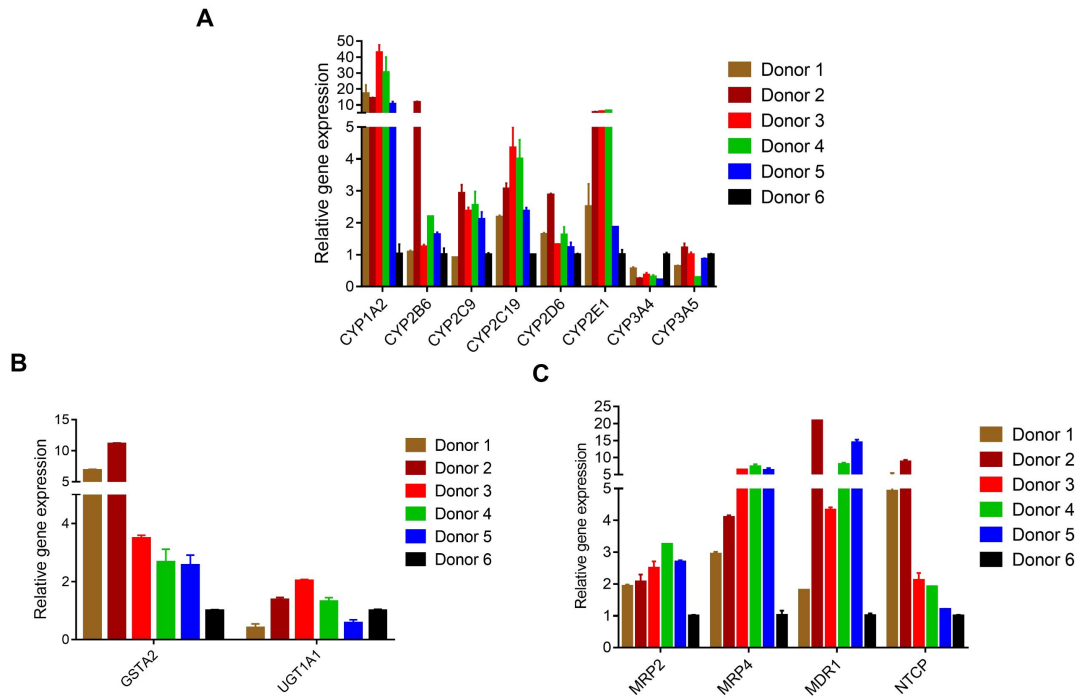 A
Relative gene expression
50
40
30
20
10
5
4
3
2
1
0
CYP1A2
CYP2B6
CYP2C9
CYP2C19
CYP2D6
CYP2E1
CYP3A4
CYP3A5
Donor 1
Donor 2
Donor 3
Donor 4
Donor 5
Donor 6
B
Relative gene expression
15
10
5
4
2
0
GSTA2
UGT1A1
Donor 1
Donor 2
Donor 3
Donor 4
Donor 5
Donor 6
C
Relative gene expression
25
20
15
10
5
5
4
3
2
1
0
MRP2
MRP4
MDR1
NTCP
Donor 1
Donor 2
Donor 3
Donor 4
Donor 5
Donor 6